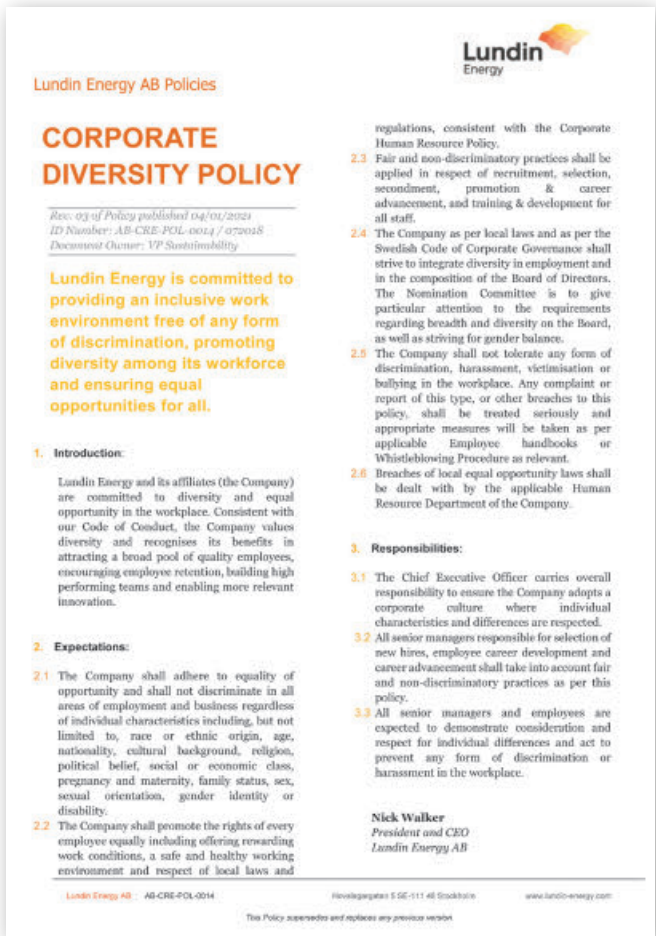 Lundin
Energy
Lundin Energy AB Policies
CORPORATE
DIVERSITY POLICY
Rev: 03 of Policy published 04/01/2021
ID Number: AB-CRE-POL-0014 / 072018
Document Owner: VP Sustainability
Lundin Energy is committed to
providing an inclusive work
environment free of any form
of discrimination, promoting
diversity among its workforce
and ensuring equal
opportunities for all.
1. Introduction:
Lundin Energy and its affiliates (the Company)
are committed to diversity and equal
opportunity in the workplace. Consistent with
our Code of Conduct, the Company values
diversity and recognises its benefits in
attracting a broad pool of quality employees,
encouraging employee retention, building high
performing teams and enabling more relevant
innovation.
2. Expectations:
2.1 The Company shall adhere to equality of
opportunity and shall not discriminate in all
areas of employment and business regardless
of individual characteristics including, but not
limited to, race or ethnic origin, age,
nationality, cultural background, religion,
political belief, social or economic class,
pregnancy and maternity, family status, sex,
sexual orientation, gender identity or
disability.
2.2 The Company shall promote the rights of every
employee equally including offering rewarding
work conditions, a safe and healthy working
environment and respect of local laws and
regulations, consistent with the Corporate
Human Resource Policy.
2.3 Fair and non-discriminatory practices shall be
applied in respect of recruitment, selection,
secondment, promotion & career
advancement, and training & development for
all staff.
2.4 The Company as per local laws and as per the
Swedish Code of Corporate Governance shall
strive to integrate diversity in employment and
in the composition of the Board of Directors.
The Nomination Committee is to give
particular attention to the requirements
regarding breadth and diversity on the Board,
as well as striving for gender balance.
2.5 The Company shall not tolerate any form of
discrimination, harassment, victimisation or
bullying in the workplace. Any complaint or
report of this type, or other breaches to this
policy, shall be treated seriously and
appropriate measures will be taken as per
applicable Employee handbooks or
Whistleblowing Procedure as relevant.
2.6 Breaches of local equal opportunity laws shall
be dealt with by the applicable Human
Resource Department of the Company.
3. Responsibilities:
3.1 The Chief Executive Officer carries overall
responsibility to ensure the Company adopts a
corporate culture where individual
characteristics and differences are respected.
3.2 All senior managers responsible for selection of
new hires, employee career development and
career advancement shall take into account fair
and non-discriminatory practices as per this
policy.
3.3 All senior managers and employees are
expected to demonstrate consideration and
respect for individual differences and act to
prevent any form of discrimination or
harassment in the workplace.
Nick Walker
President and CEO
Lundin Energy AB
Lundin Energy AB AB-CRE-POL-0014 Hovslagargatan 5 SE-111 48 Stockholm www.lundin-energy.com
This Policy supersedes and replaces any previous version